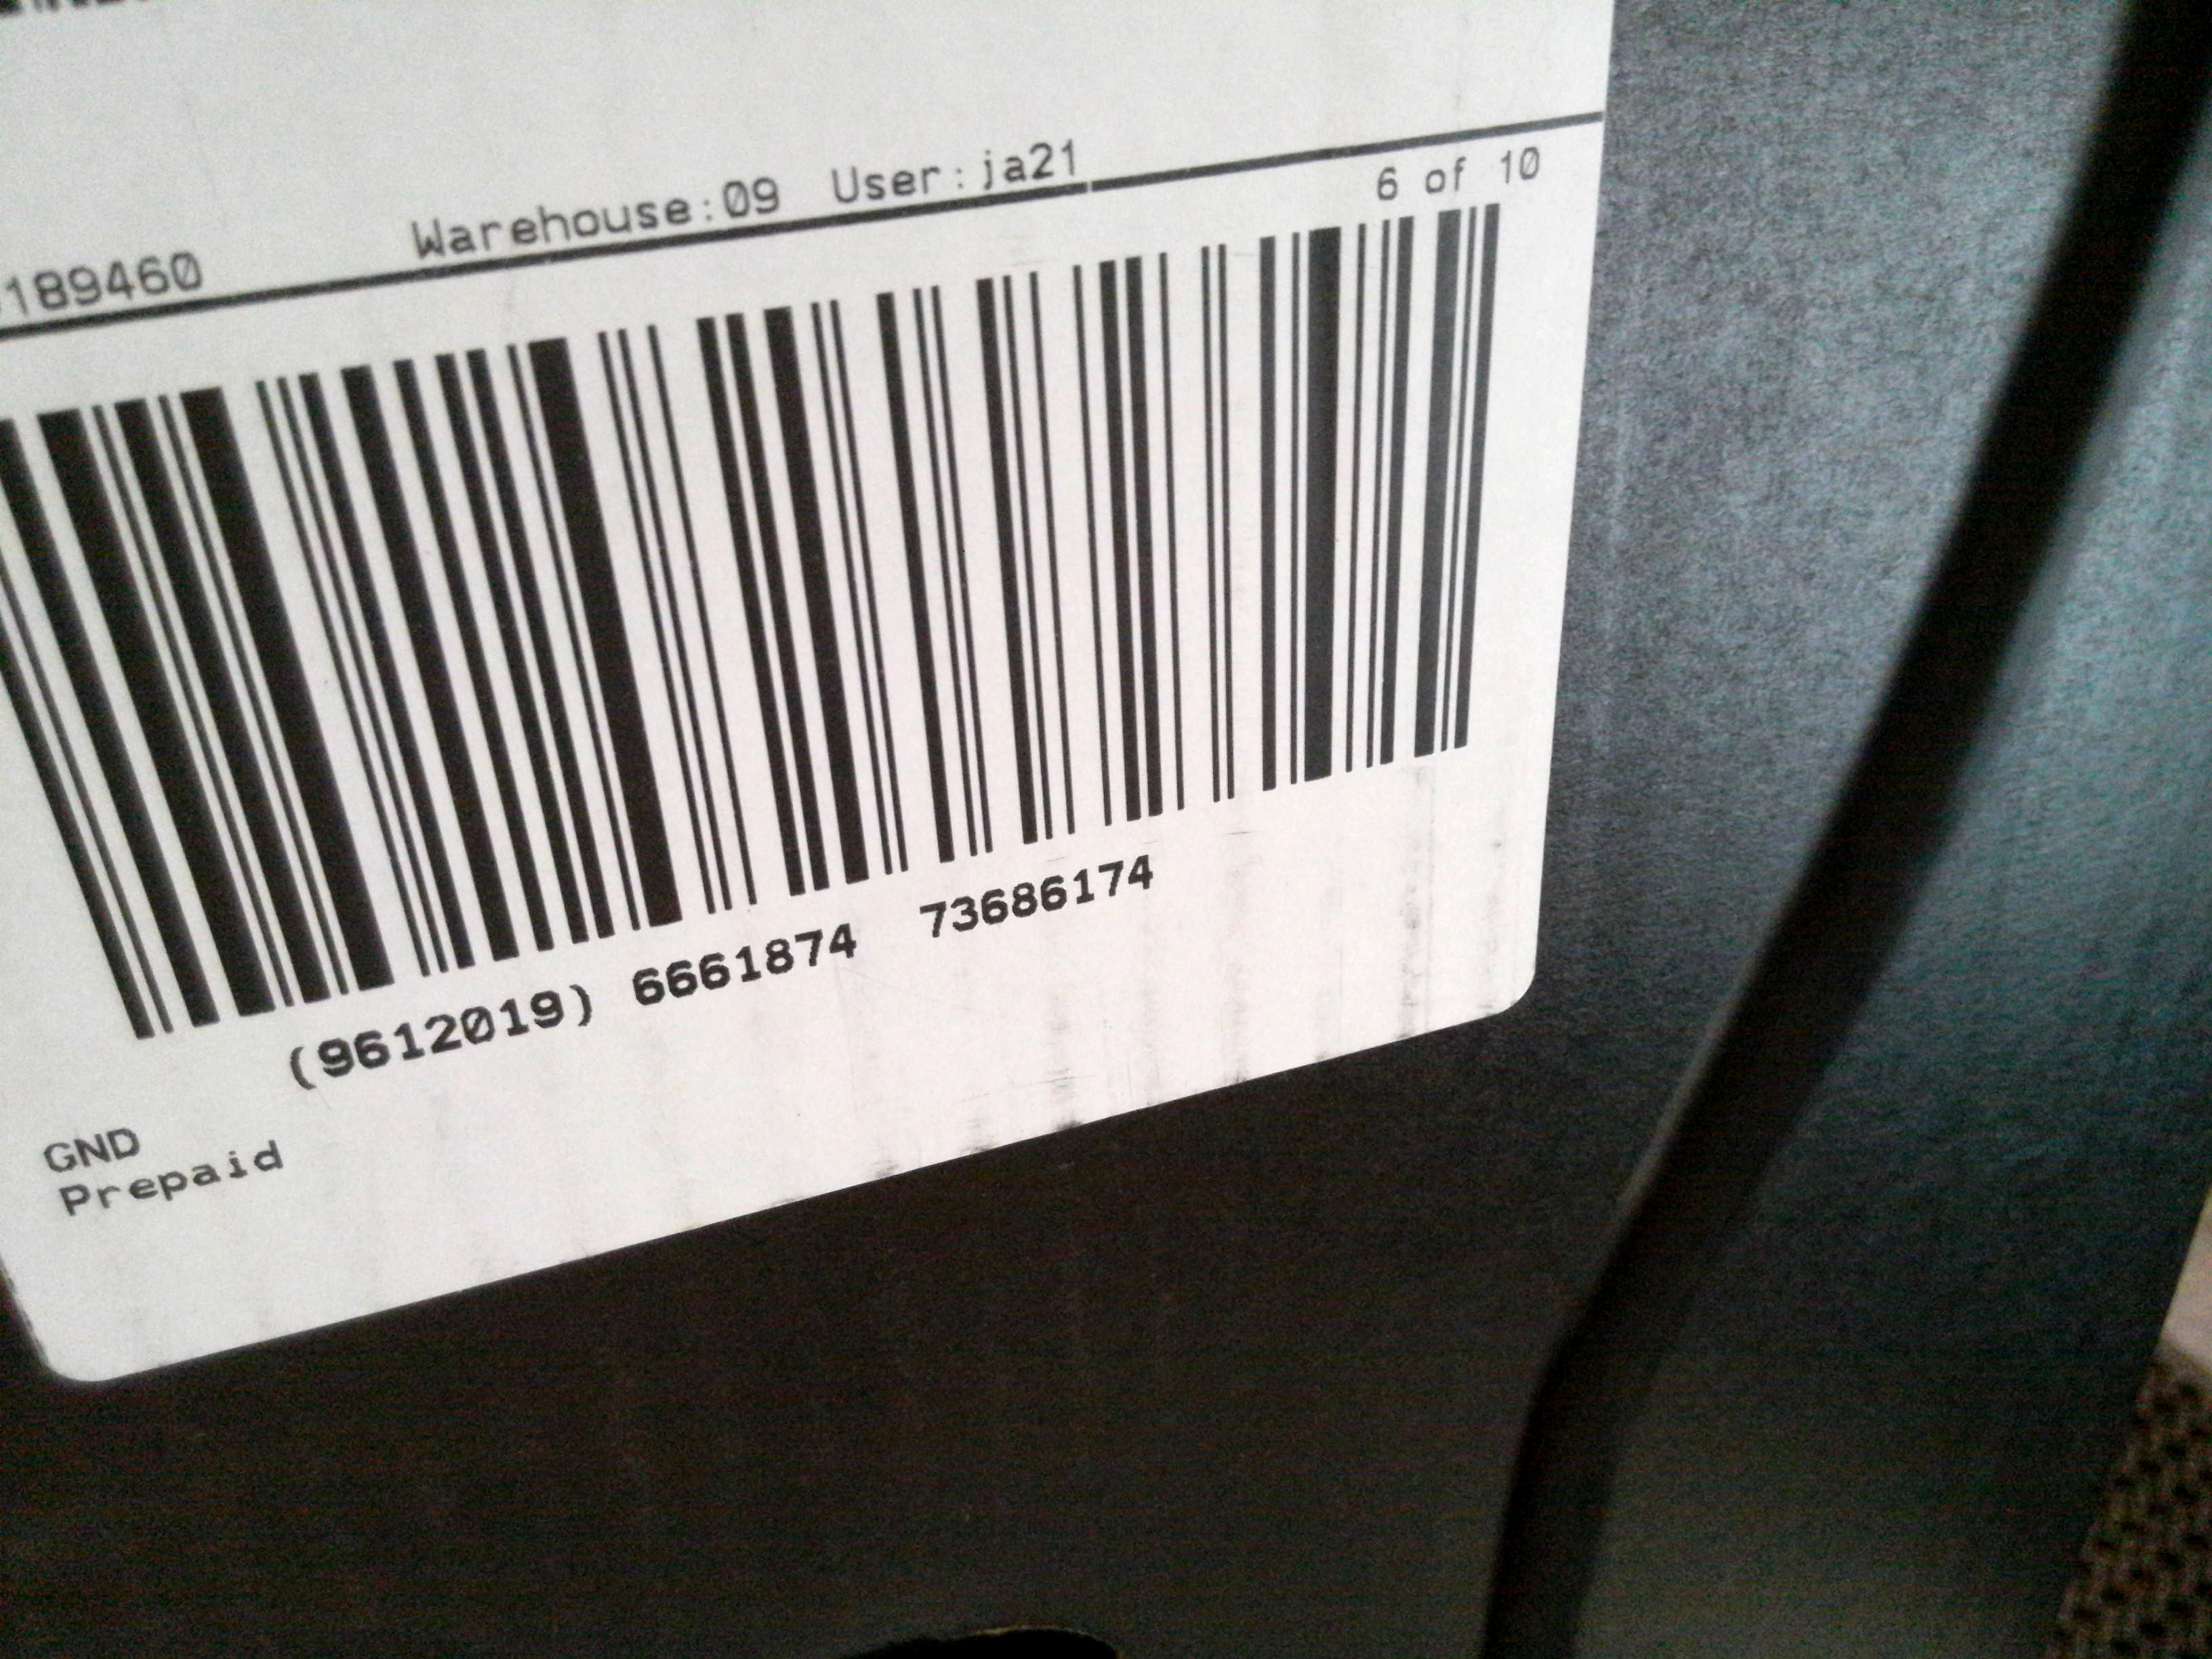 189460 Warehouse:09 User:ja21
6 of 10
(9612019) 6661874 73686174
GND
Prepaid